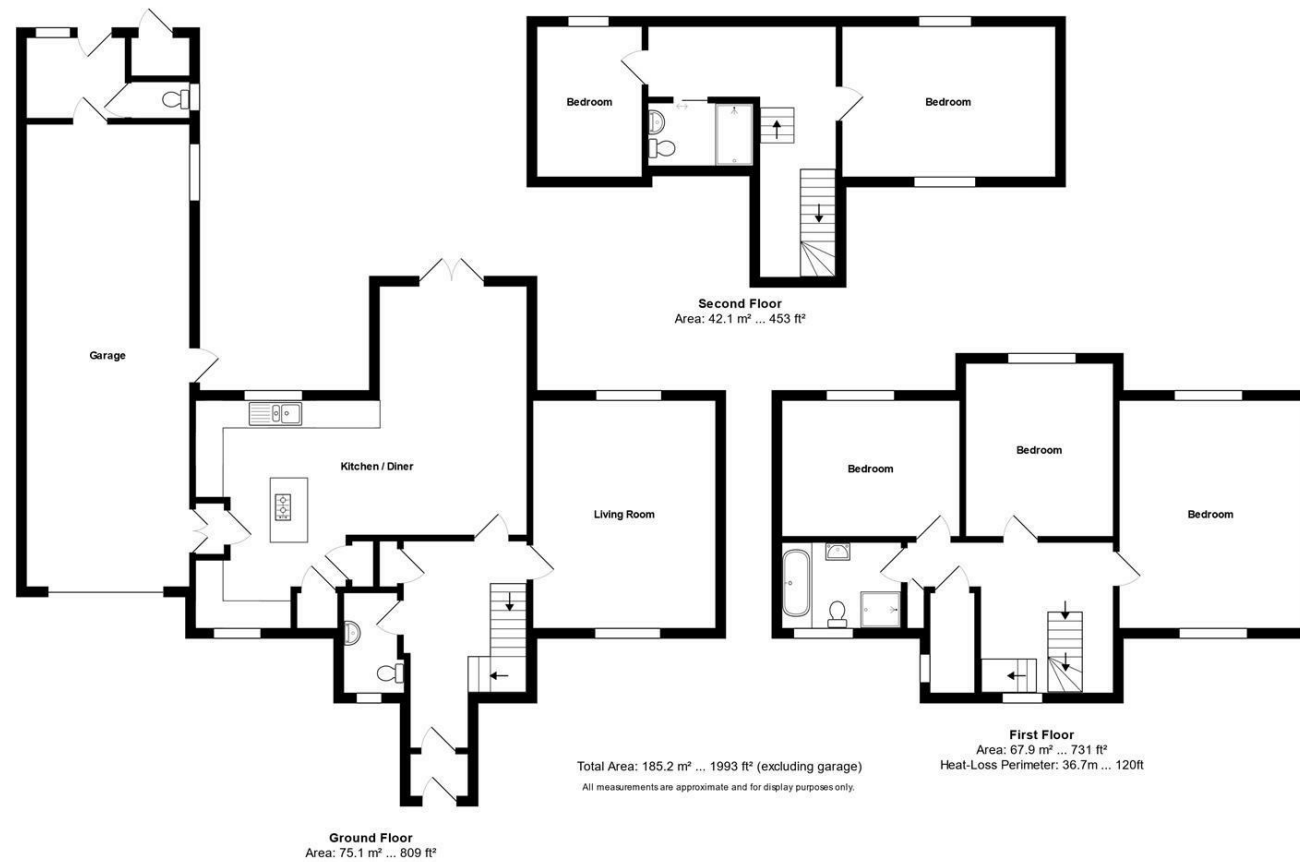 Bedroom
Bedroom
Second Floor
Area: 42.1 m² ... 453 ft²
Garage
Kitchen / Diner
Living Room
Bedroom
Bedroom
Bedroom
First Floor
Area: 67.9 m² ... 731 ft²
Heat-Loss Perimeter: 36.7m ... 120ft
Total Area: 185.2 m² ... 1993 ft² (excluding garage)
All measurements are approximate and for display purposes only.
Ground Floor
Area: 75.1 m² ... 809 ft²